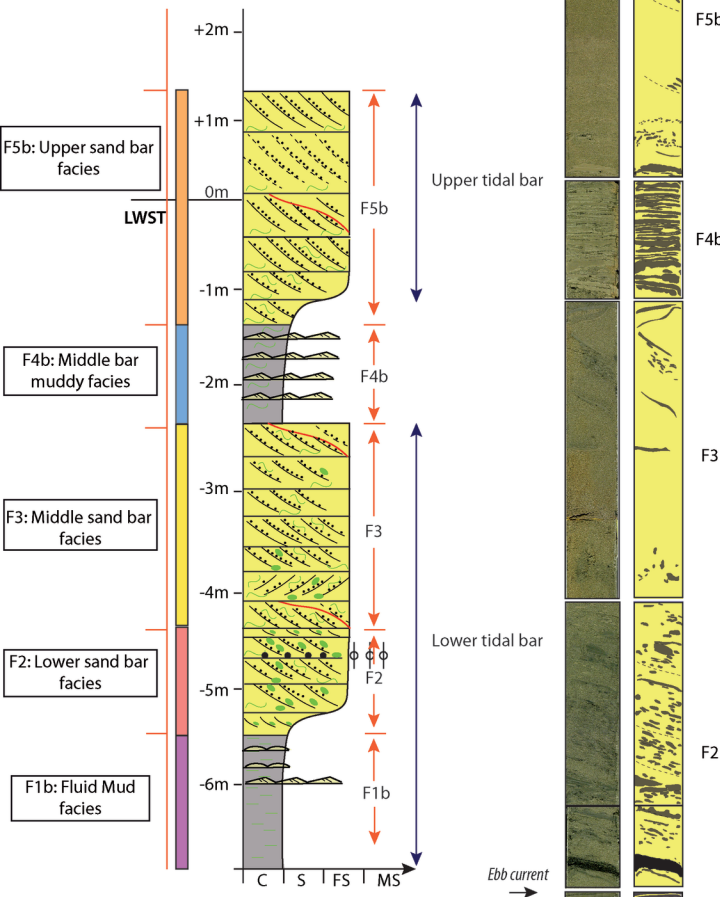 +2m
+1m
0m
LWST
-1m
-2m
-3m
-4m
-5m
-6m
F5b: Upper sand bar
facies
F4b: Middle bar
muddy facies
F3: Middle sand bar
facies
F2: Lower sand bar
facies
F1b: Fluid Mud
facies
F5b
F4b
F3
F2
F1b
C
S
FS
MS
Upper tidal bar
Lower tidal bar
Ebb current
F5b
F4b
F3
F2